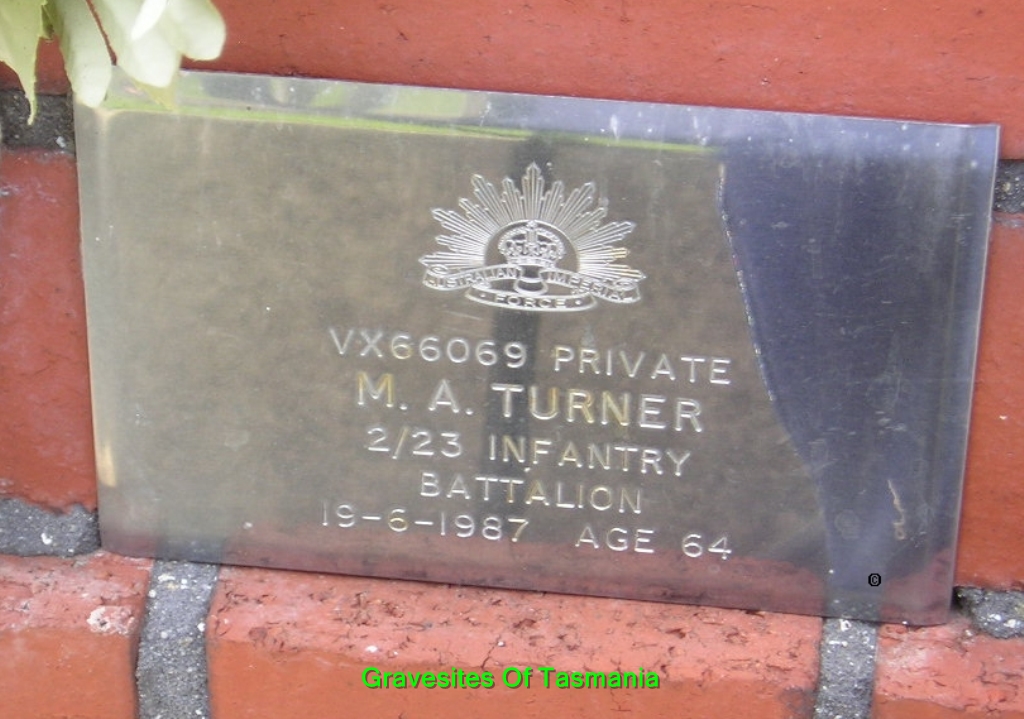 AUSTRALIAN IMPERIAL
FORCE
VX66069 PRIVATE
M. A. TURNER
2/23 INFANTRY
BATTALION
19-6-1987 AGE 64
©
Gravesites Of Tasmania